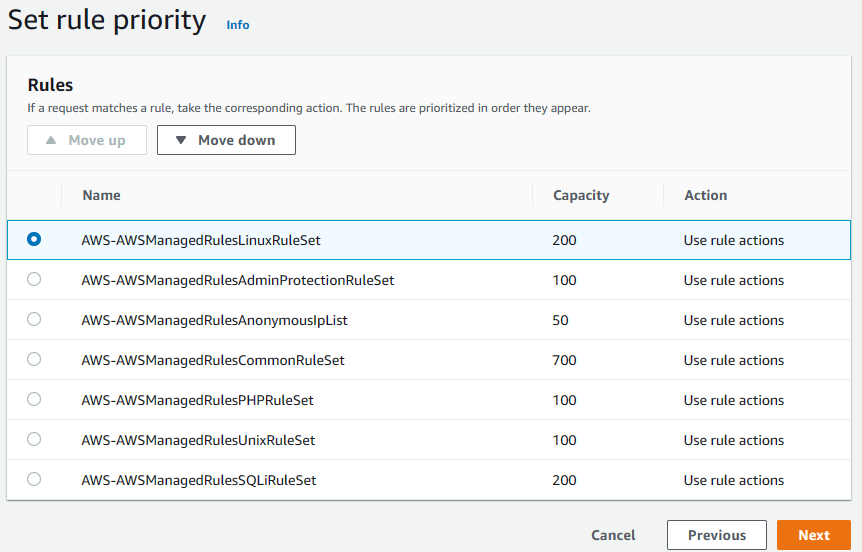 Set rule priority Info
Rules
If a request matches a rule, take the corresponding action. The rules are prioritized in order they appear.
Move up Move down
Name Capacity Action
AWS-AWSManagedRulesLinuxRuleSet 200 Use rule actions
AWS-AWSManagedRulesAdminProtectionRuleSet 100 Use rule actions
AWS-AWSManagedRulesAnonymousIpList 50 Use rule actions
AWS-AWSManagedRulesCommonRuleSet 700 Use rule actions
AWS-AWSManagedRulesPHPRuleSet 100 Use rule actions
AWS-AWSManagedRulesUnixRuleSet 100 Use rule actions
AWS-AWSManagedRulesSQLiRuleSet 200 Use rule actions
Cancel Previous Next